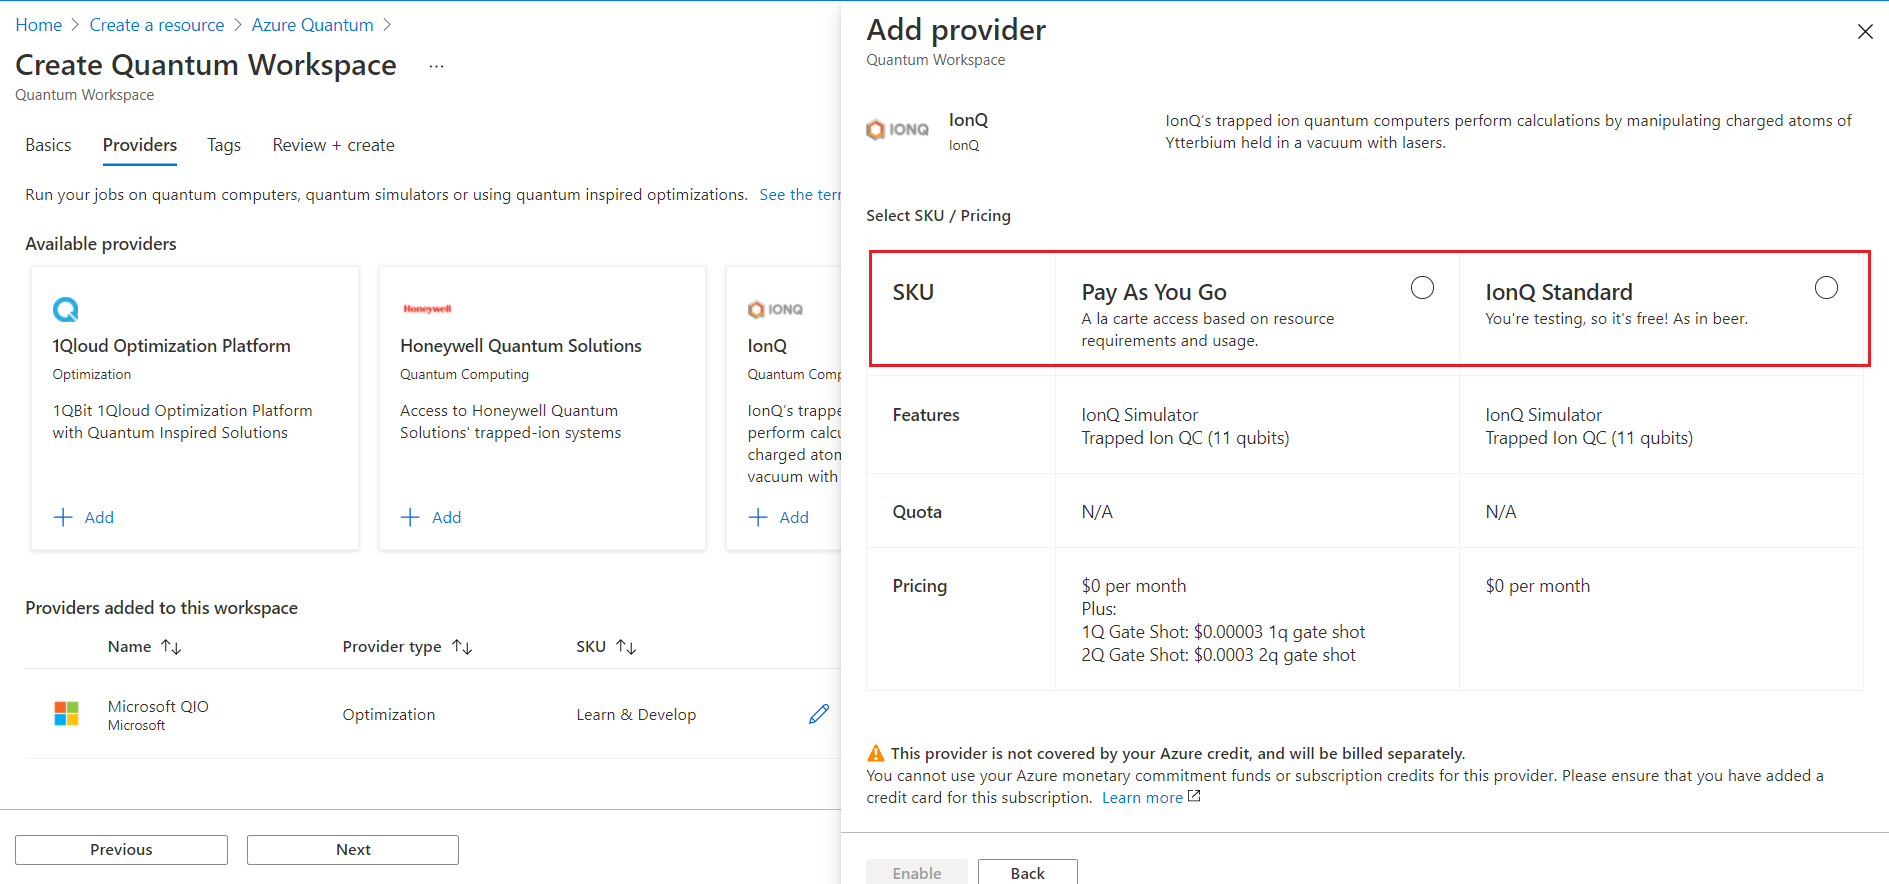 Home > Create a resource > Azure Quantum >
Create Quantum Workspace ...
Quantum Workspace
Basics Providers Tags Review + create
Run your jobs on quantum computers, quantum simulators or using quantum inspired optimizations. See the ter
Available providers
1Qloud Optimization Platform
Optimization
1QBit 1Qloud Optimization Platform
with Quantum Inspired Solutions
+ Add
Honeywell
Honeywell Quantum Solutions
Quantum Computing
Access to Honeywell Quantum
Solutions' trapped-ion systems
+ Add
IONQ
IonQ
Quantum Comp
IonQ's trappe
perform calcu
charged aton
vacuum with
+ Add
Providers added to this workspace
Name ↑↓ Provider type ↑↓ SKU ↑↓
Microsoft QIO
Microsoft
Optimization
Learn & Develop
Previous Next
Add provider
Quantum Workspace
IONQ
IonQ
IonQ
IonQ's trapped ion quantum computers perform calculations by manipulating charged atoms of
Ytterbium held in a vacuum with lasers.
Select SKU / Pricing
SKU
Pay As You Go
A la carte access based on resource
requirements and usage.
IonQ Standard
You're testing, so it's free! As in beer.
Features
IonQ Simulator
Trapped Ion QC (11 qubits)
IonQ Simulator
Trapped Ion QC (11 qubits)
Quota
N/A
N/A
Pricing
$0 per month
Plus:
1Q Gate Shot: $0.00003 1q gate shot
2Q Gate Shot: $0.0003 2q gate shot
$0 per month
This provider is not covered by your Azure credit, and will be billed separately.
You cannot use your Azure monetary commitment funds or subscription credits for this provider. Please ensure that you have added a
credit card for this subscription. Learn more
Enable Back